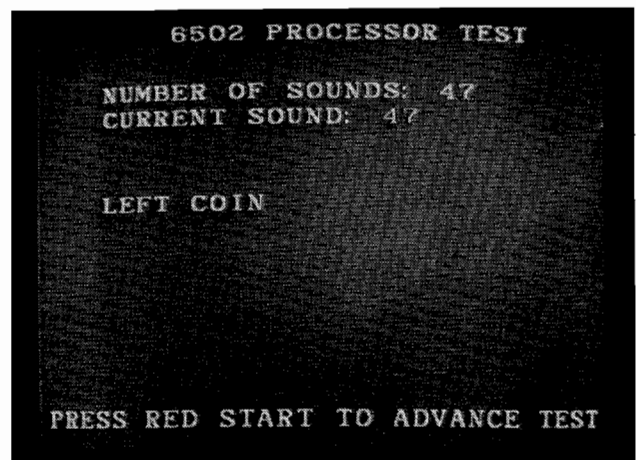 6502 PROCESSOR TEST
NUMBER OF SOUNDS: 47
CURRENT SOUND: 47
LEFT COIN
PRESS RED START TO ADVANCE TEST